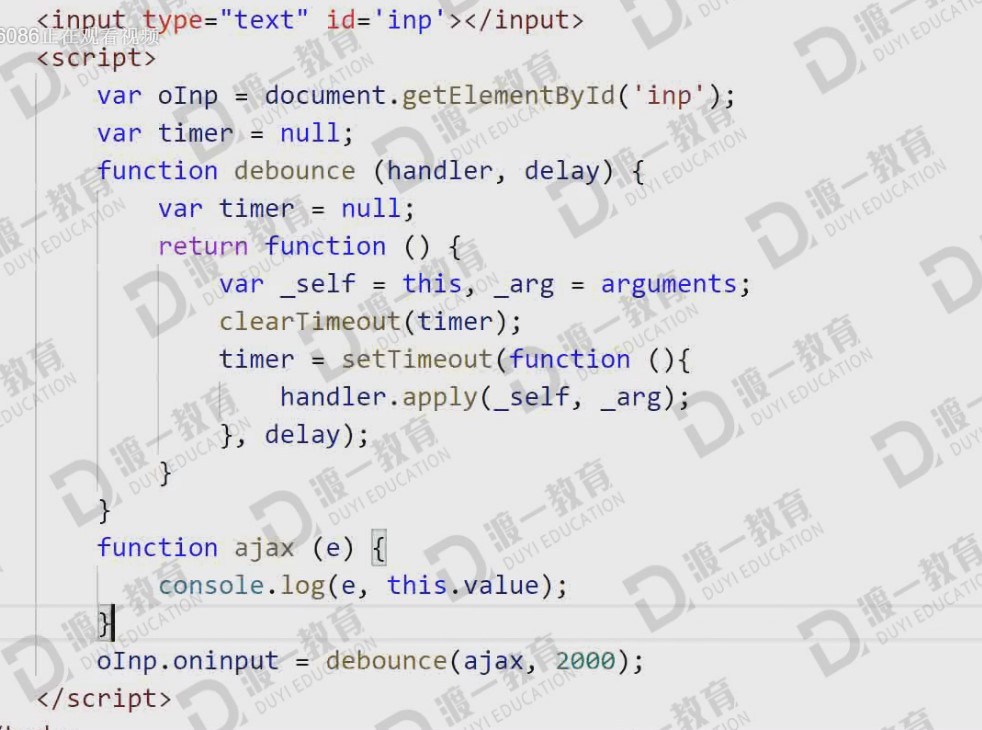 <input type="text" id='inp'></input>
6086正在观看视频
<script>
var oInp = document.getElementById('inp');
var timer = null;
function debounce (handler, delay) {
var timer = null;
return function () {
var _self = this, _arg = arguments;
clearTimeout(timer);
timer = setTimeout(function (){
handler.apply(_self, _arg);
}, delay);
}
}
function ajax (e) {
console.log(e, this.value);
}
oInp.oninput = debounce(ajax, 2000);
</script>
渡一教育
DUYI EDUCATION